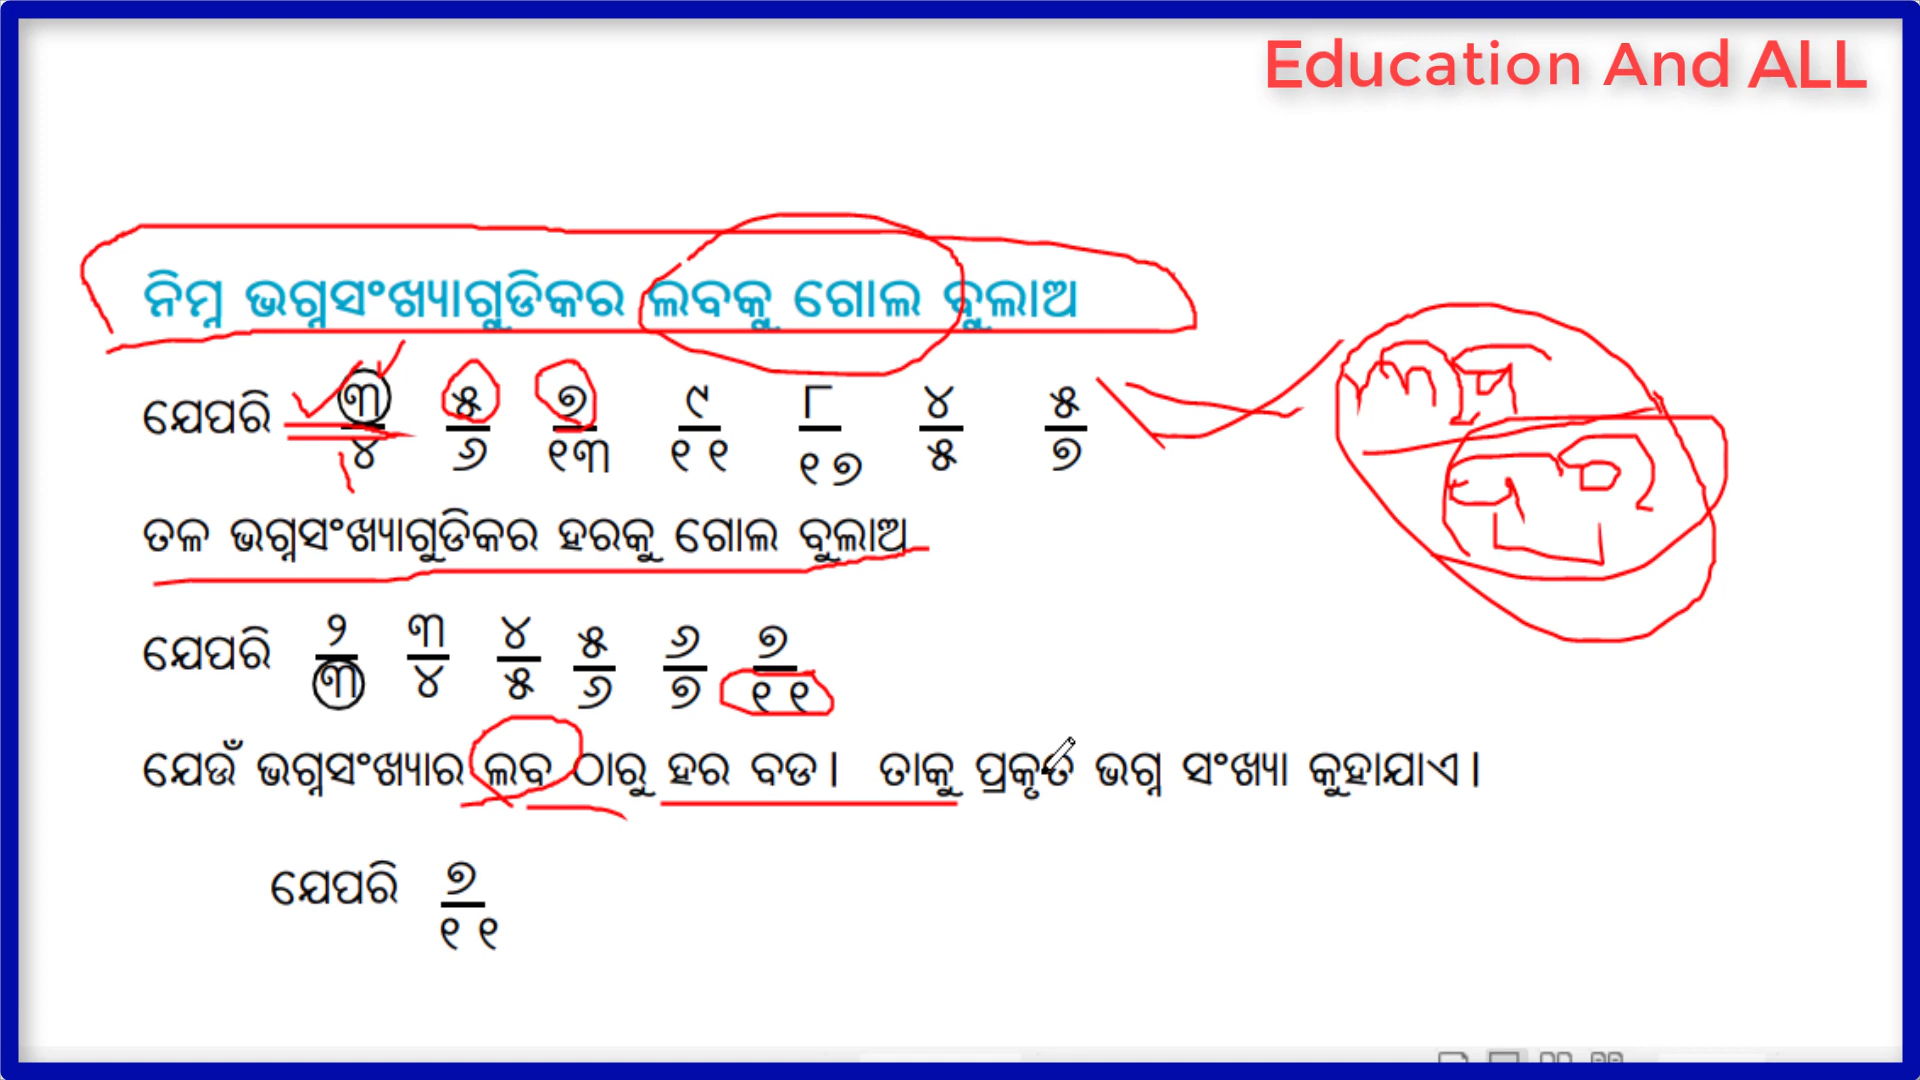 Education And ALL
ନିମ୍ନ ଭଗ୍ନସଂଖ୍ୟାଗୁଡିକର ଲବକୁ ଗୋଲ ବୁଲାଅ
ଯେପରି ୩/୪ ୫/୬ ୭/୧୩ ୯/୧୧ ୮/୧୭ ୪/୫ ୫/୭
ତଳ ଭଗ୍ନସଂଖ୍ୟାଗୁଡିକର ହରକୁ ଗୋଲ ବୁଲାଅ
ଯେପରି ୨/୩ ୩/୪ ୪/୫ ୫/୬ ୬/୭ ୭/୧୧
ଯେଉଁ ଭଗ୍ନସଂଖ୍ୟାର ଲବ ଠାରୁ ହର ବଡ। ତାକୁ ପ୍ରକୃତ ଭଗ୍ନ ସଂଖ୍ୟା କୁହାଯାଏ।
ଯେପରି ୭/୧୧